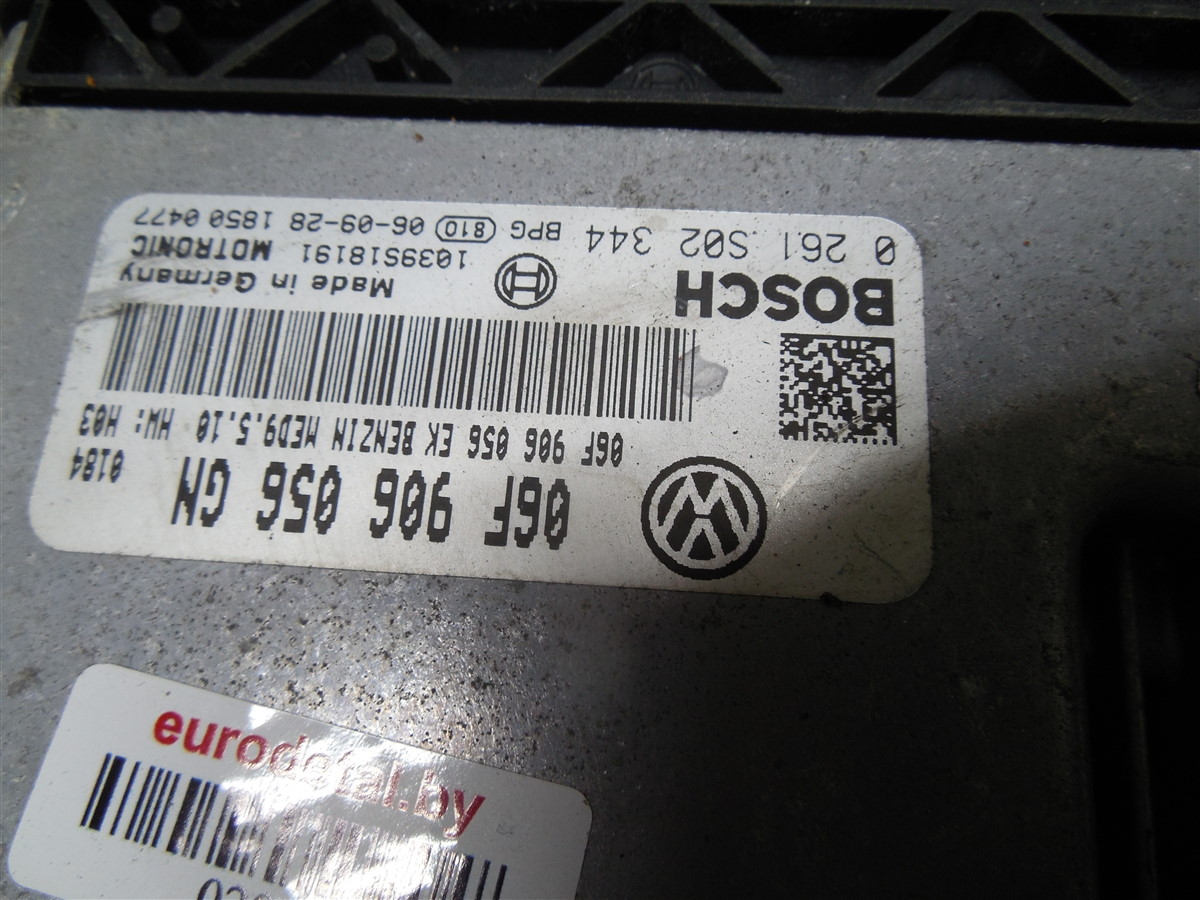 06F 906 056 GN 0184
06F 906 056 EK BENZIN MED9.5.10 HW: H03
BOSCH
Made in Germany
1039S18191 MOTRONIC
0 261 S02 344 BPG 810 06-09-28 1850 0477
eurodetal.by